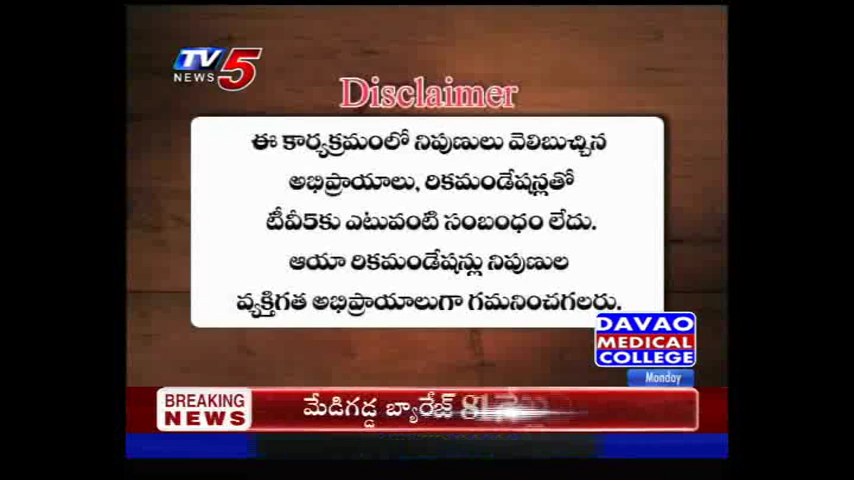 TV5
NEWS
Disclaimer
ఈ కార్యక్రమంలో నిపుణులు వెలిబుచ్చిన
అభిప్రాయాలు, రికమండేషన్లతో
టీవీ5కు ఎటువంటి సంబంధం లేదు.
ఆయా రికమండేషన్లు నిపుణుల
వ్యక్తిగత అభిప్రాయాలుగా గమనించగలరు.
DAVAO
MEDICAL
COLLEGE
Monday
BREAKING
NEWS
మేడిగడ్డ బ్యారేజ్ 81